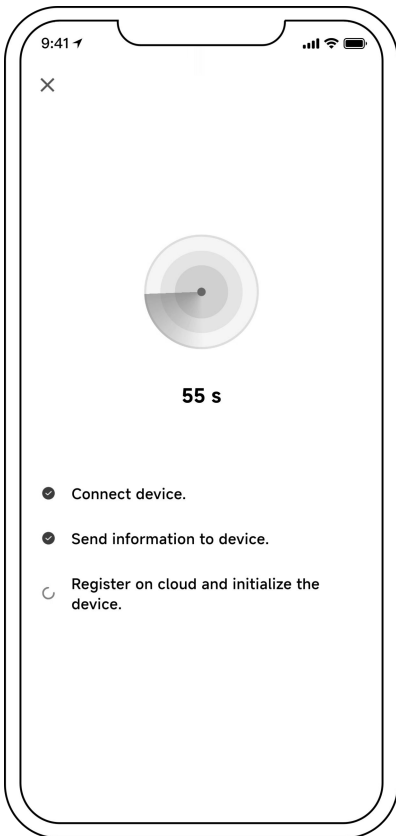 9:41
55 s
Connect device.
Send information to device.
Register on cloud and initialize the
device.